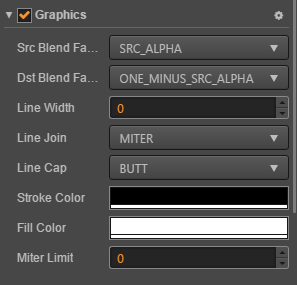 Graphics
Src Blend Fa... SRC_ALPHA
Dst Blend Fa... ONE_MINUS_SRC_ALPHA
Line Width 0
Line Join MITER
Line Cap BUTT
Stroke Color
Fill Color
Miter Limit 0